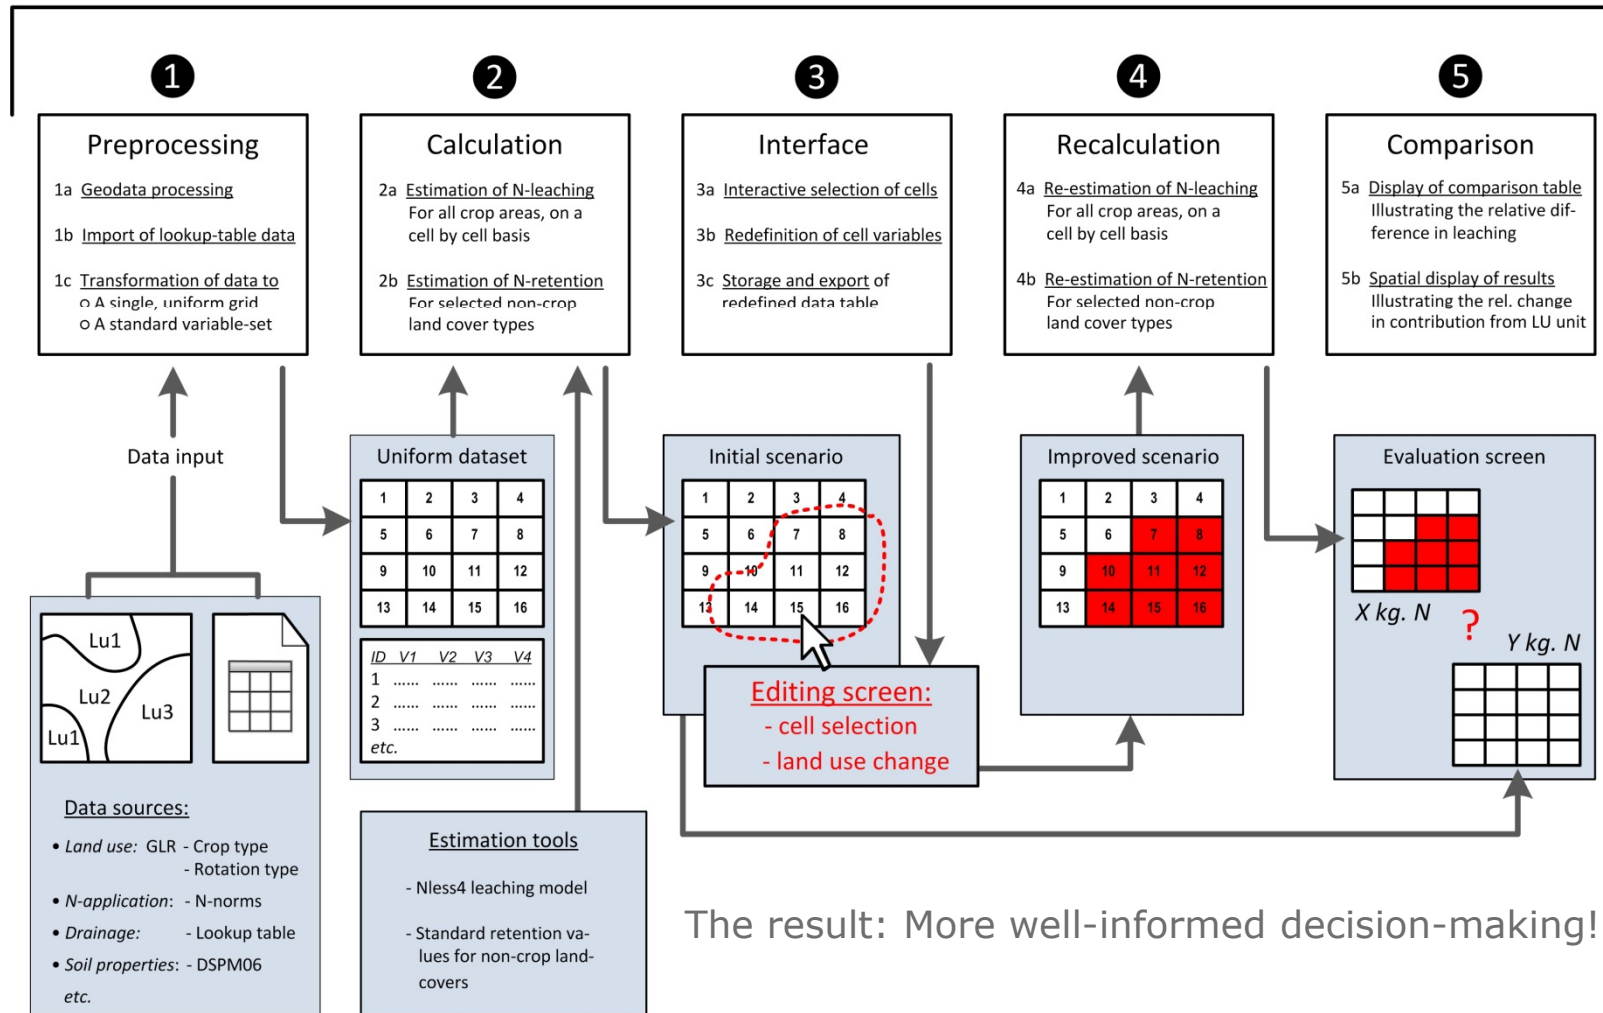 1
2
3
4
5
Preprocessing
1a Geodata processing
1b Import of lookup-table data
1c Transformation of data to
o A single, uniform grid
o A standard variable-set
Calculation
2a Estimation of N-leaching
For all crop areas, on a
cell by cell basis
2b Estimation of N-retention
For selected non-crop
land cover types
Interface
3a Interactive selection of cells
3b Redefinition of cell variables
3c Storage and export of
redefined data table
Recalculation
4a Re-estimation of N-leaching
For all crop areas, on a
cell by cell basis
4b Re-estimation of N-retention
For selected non-crop
land cover types
Comparison
5a Display of comparison table
Illustrating the relative dif-
ference in leaching
5b Spatial display of results
Illustrating the rel. change
in contribution from LU unit
Data input
Lu1
Lu2
Lu3
Lu1
Data sources:
• Land use: GLR - Crop type
- Rotation type
• N-application: - N-norms
• Drainage: - Lookup table
• Soil properties: - DSPM06
etc.
Uniform dataset
1 2 3 4
5 6 7 8
9 10 11 12
13 14 15 16
ID V1 V2 V3 V4
1 ...... ...... ...... ......
2 ...... ...... ...... ......
3 ...... ...... ...... ......
etc.
Estimation tools
- Nless4 leaching model
- Standard retention va-
lues for non-crop land-
covers
Initial scenario
1 2 3 4
5 6 7 8
9 10 11 12
13 14 15 16
Editing screen:
- cell selection
- land use change
Improved scenario
1 2 3 4
5 6 7 8
9 10 11 12
13 14 15 16
Evaluation screen
X kg. N
?
Y kg. N
The result: More well-informed decision-making!